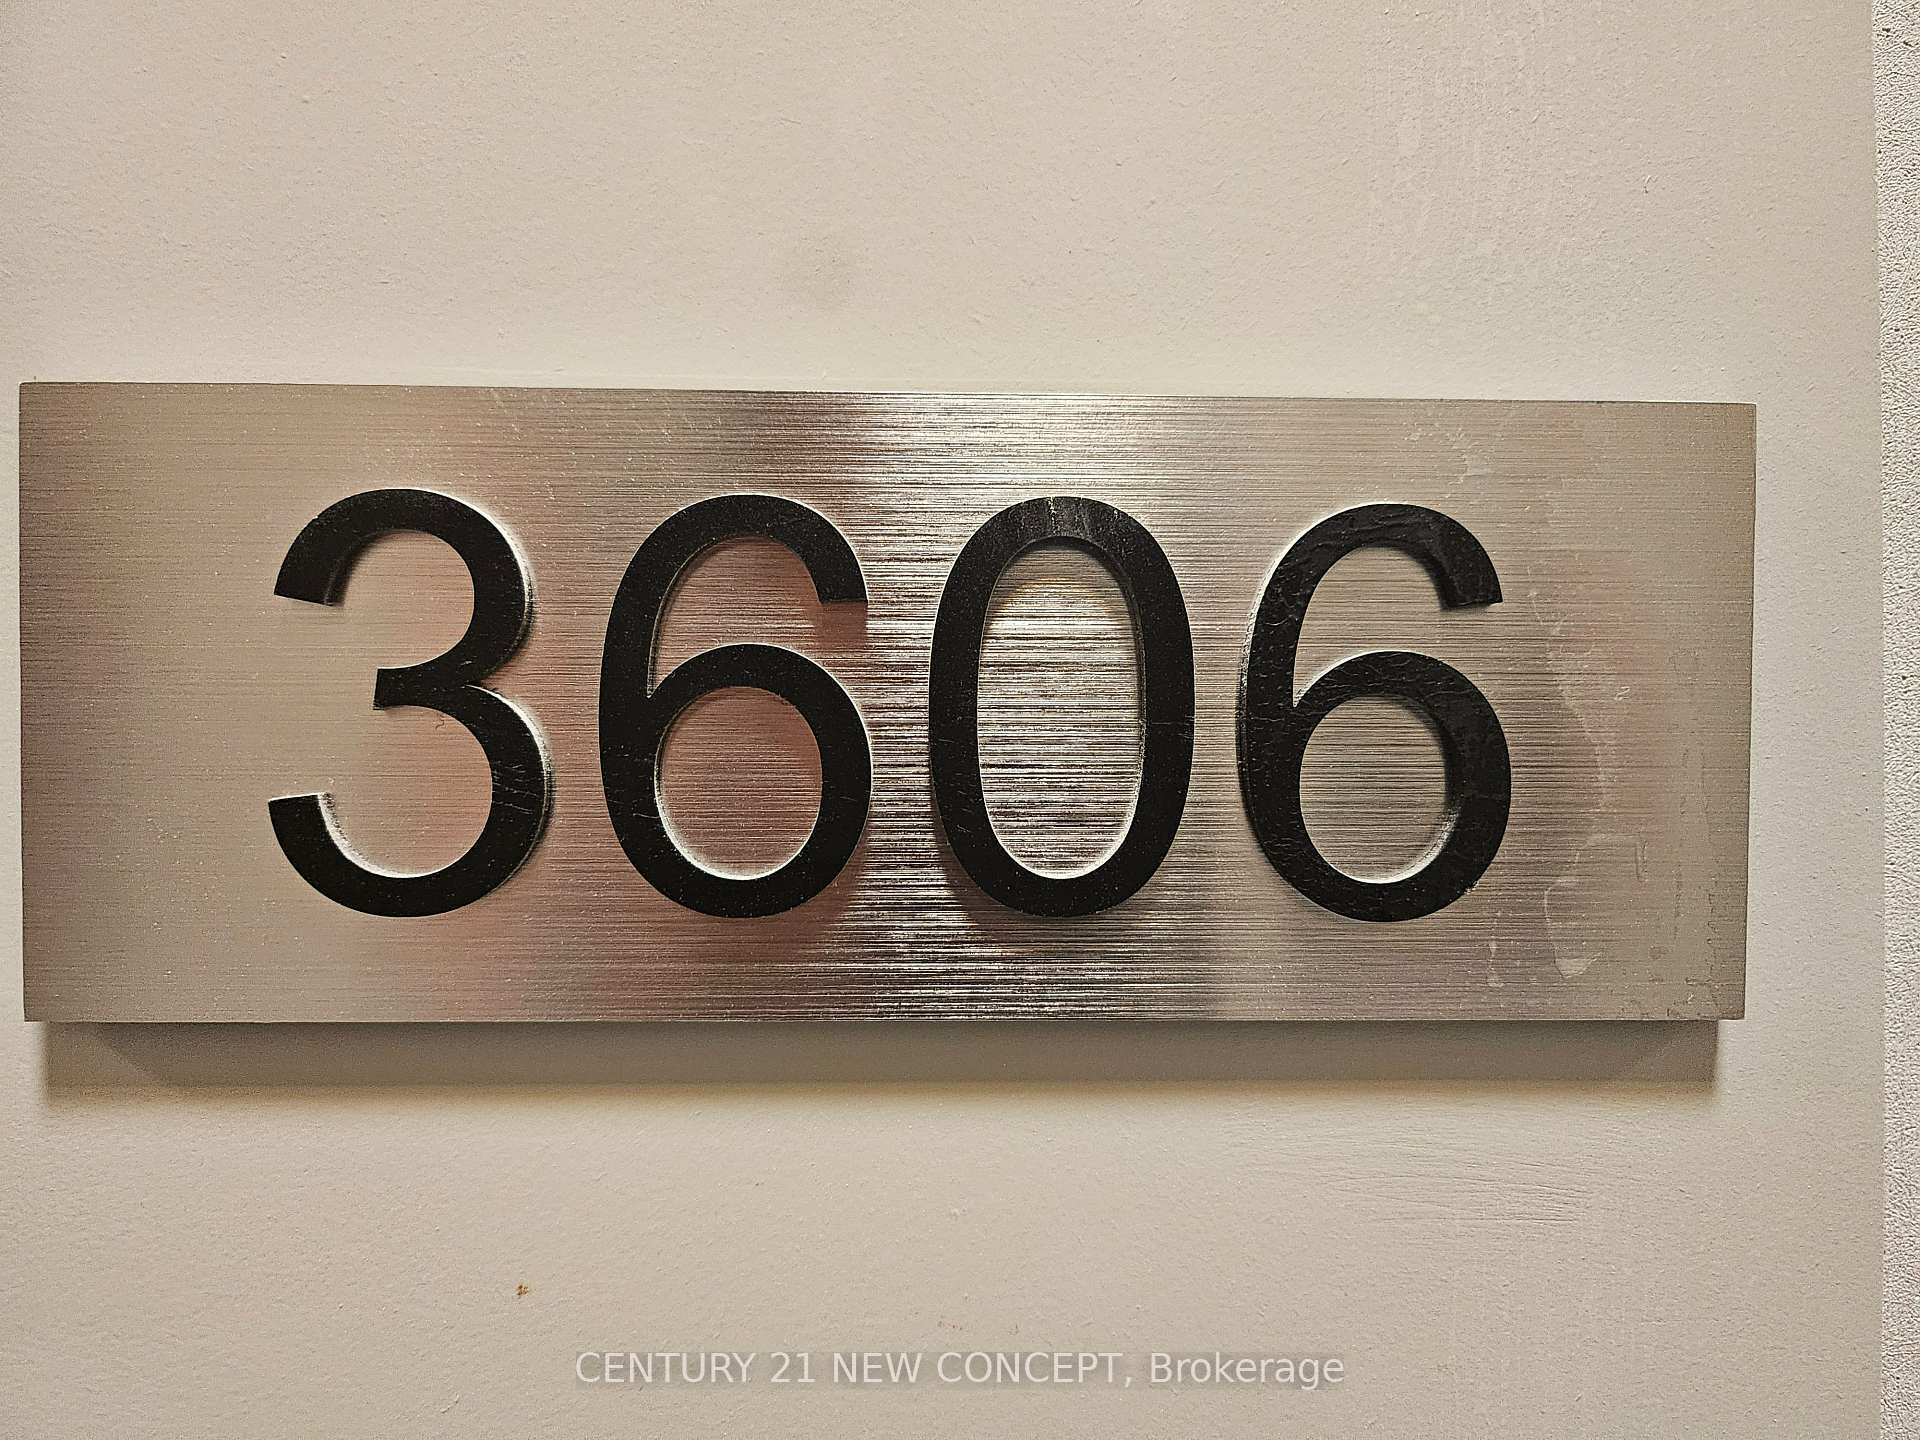 3606
CENTURY 21 NEW CONCEPT, Brokerage